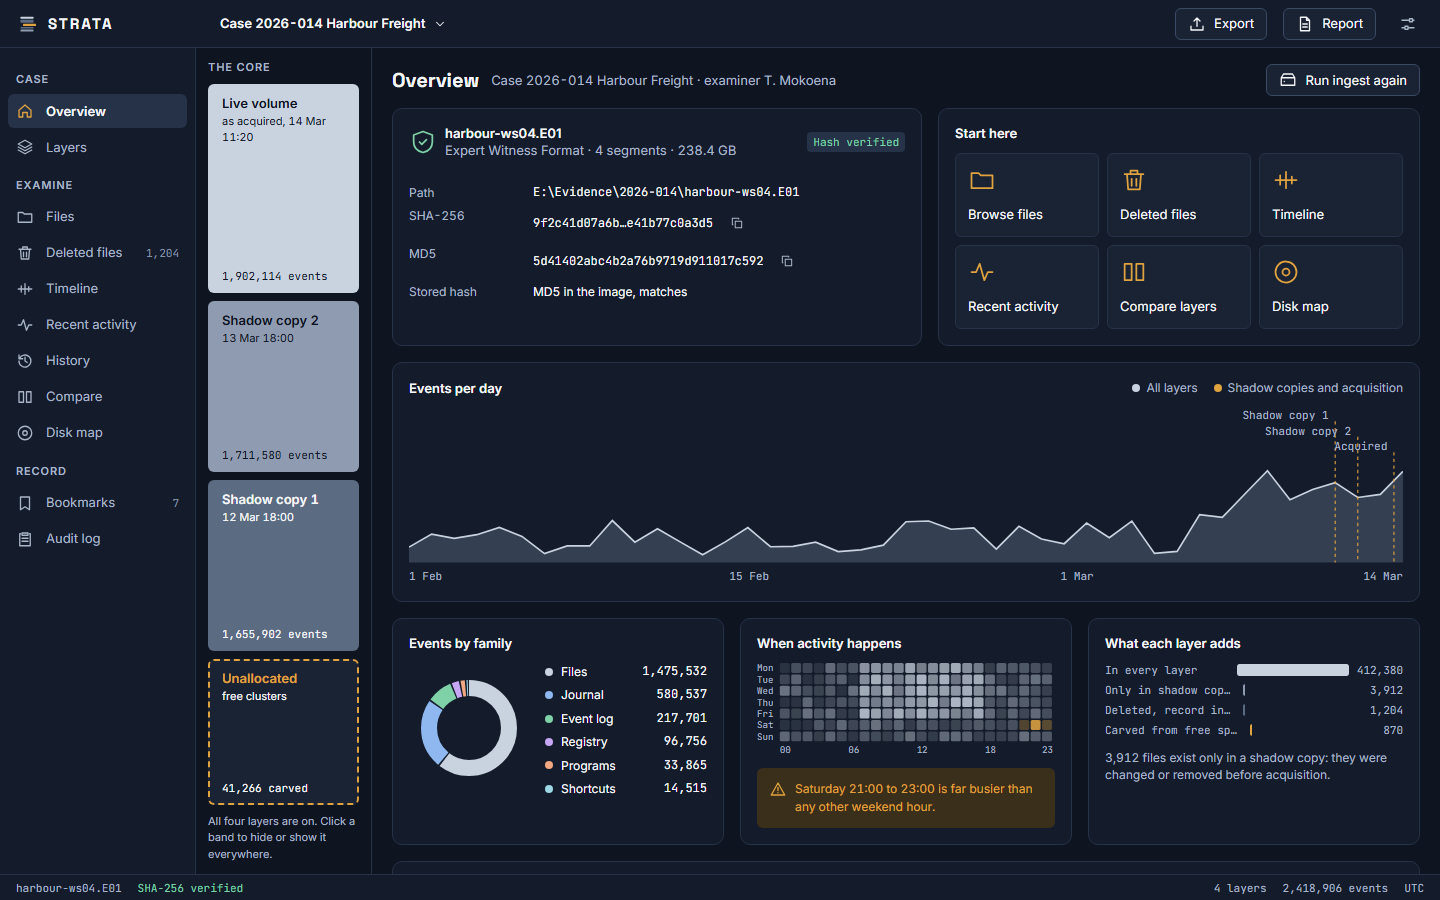 STRATA
Case 2026-014 Harbour Freight
Export
Report
CASE
Overview
Layers
EXAMINE
Files
Deleted files 1,204
Timeline
Recent activity
History
Compare
Disk map
RECORD
Bookmarks 7
Audit log
THE CORE
Live volume
as acquired, 14 Mar
11:20
1,902,114 events
Shadow copy 2
13 Mar 18:00
1,711,580 events
Shadow copy 1
12 Mar 18:00
1,655,902 events
Unallocated
free clusters
41,266 carved
All four layers are on. Click a
band to hide or show it
everywhere.
Overview Case 2026-014 Harbour Freight · examiner T. Mokoena
Run ingest again
harbour-ws04.E01
Expert Witness Format · 4 segments · 238.4 GB
Hash verified
Path E:\Evidence\2026-014\harbour-ws04.E01
SHA-256 9f2c41d07a6b…e41b77c0a3d5
MD5 5d41402abc4b2a76b9719d911017c592
Stored hash MD5 in the image, matches
Start here
Browse files
Deleted files
Timeline
Recent activity
Compare layers
Disk map
Events per day
All layers
Shadow copies and acquisition
Shadow copy 1
Shadow copy 2
Acquired
1 Feb 15 Feb 1 Mar 14 Mar
Events by family
Files 1,475,532
Journal 580,537
Event log 217,701
Registry 96,756
Programs 33,865
Shortcuts 14,515
When activity happens
Mon
Tue
Wed
Thu
Fri
Sat
Sun
00 06 12 18 23
Saturday 21:00 to 23:00 is far busier than
any other weekend hour.
What each layer adds
In every layer 412,380
Only in shadow cop… 3,912
Deleted, record in… 1,204
Carved from free sp… 870
3,912 files exist only in a shadow copy: they were
changed or removed before acquisition.
harbour-ws04.E01 SHA-256 verified
4 layers 2,418,906 events UTC